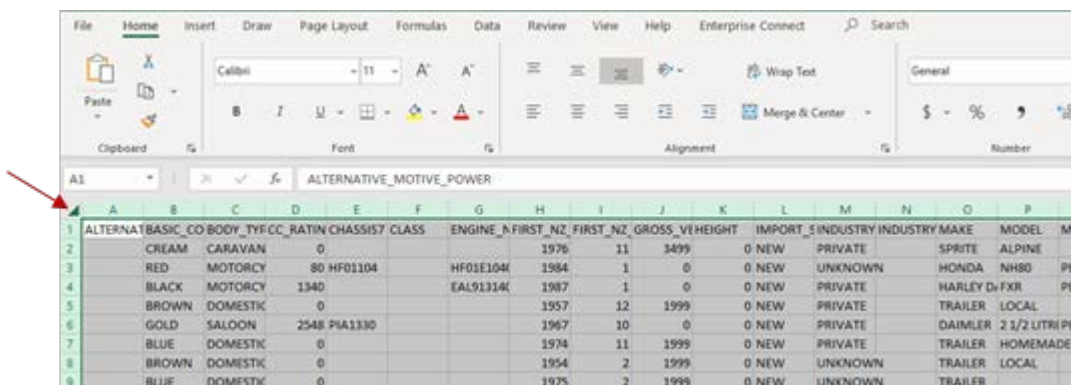 File Home Insert Draw Page Layout Formulas Data Review View Help Enterprise Connect Search
Calibri 11 A A Wrap Text General
Paste B I U A Merge & Center $ % 9
Clipboard Font Alignment Number
A1 fx ALTERNATIVE_MOTIVE_POWER
A B C D E F G H I J K L M N O P
1 ALTERNAT BASIC_CO BODY_TYF CC_RATIN CHASSIS7 CLASS ENGINE_N FIRST_NZ_ FIRST_NZ_ GROSS_VE HEIGHT IMPORT_S INDUSTRY INDUSTRY MAKE MODEL M
2 CREAM CARAVAN 0 1976 11 3499 0 NEW PRIVATE SPRITE ALPINE
3 RED MOTORCY 80 HF01104 HF01E104( 1984 1 0 0 NEW UNKNOWN HONDA NH80
4 BLACK MOTORCY 1340 EAL91314( 1987 1 0 0 NEW PRIVATE HARLEY DA FXR
5 BROWN DOMESTIC 0 1957 12 1999 0 NEW PRIVATE TRAILER LOCAL
6 GOLD SALOON 2548 PIA1330 1967 10 0 0 NEW PRIVATE DAIMLER 2 1/2 LITRE
7 BLUE DOMESTIC 0 1974 11 1999 0 NEW PRIVATE TRAILER HOMEMADE
8 BROWN DOMESTIC 0 1954 2 1999 0 NEW UNKNOWN TRAILER LOCAL
9 BLUE DOMESTIC 0 1975 2 1999 0 NEW UNKNOWN TRAILER